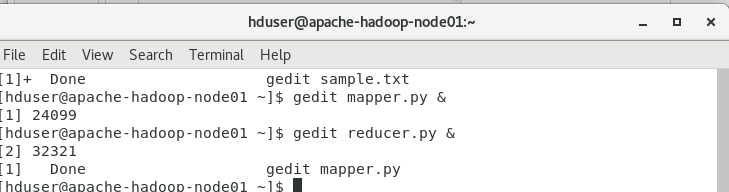 hduser@apache-hadoop-node01:~
File Edit View Search Terminal Help
[1]+  Done                    gedit sample.txt
[hduser@apache-hadoop-node01 ~]$ gedit mapper.py &
[1] 24099
[hduser@apache-hadoop-node01 ~]$ gedit reducer.py &
[2] 32321
[1]   Done                    gedit mapper.py
[hduser@apache-hadoop-node01 ~]$